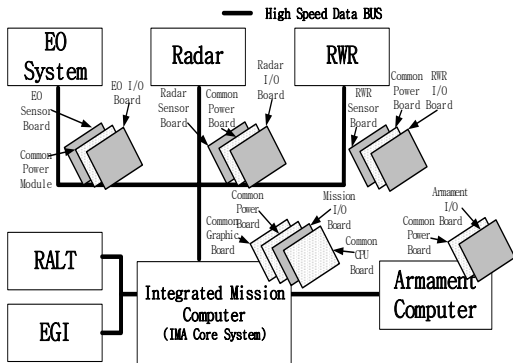 High Speed Data BUS
EO
System
Radar
RWR
EO
Sensor
Board
EO I/O
Board
Common
Power
Module
Radar
Sensor
Board
Common
Power
Board
Radar
I/O
Board
RWR
Sensor
Board
Common
Power
Board
RWR
I/O
Board
Common
Graphic
Board
Common
Power
Board
Mission
I/O
Board
Common
CPU
Board
Common
Power
Board
Armament
I/O
Board
RALT
EGI
Integrated Mission
Computer
(IMA Core System)
Armament
Computer